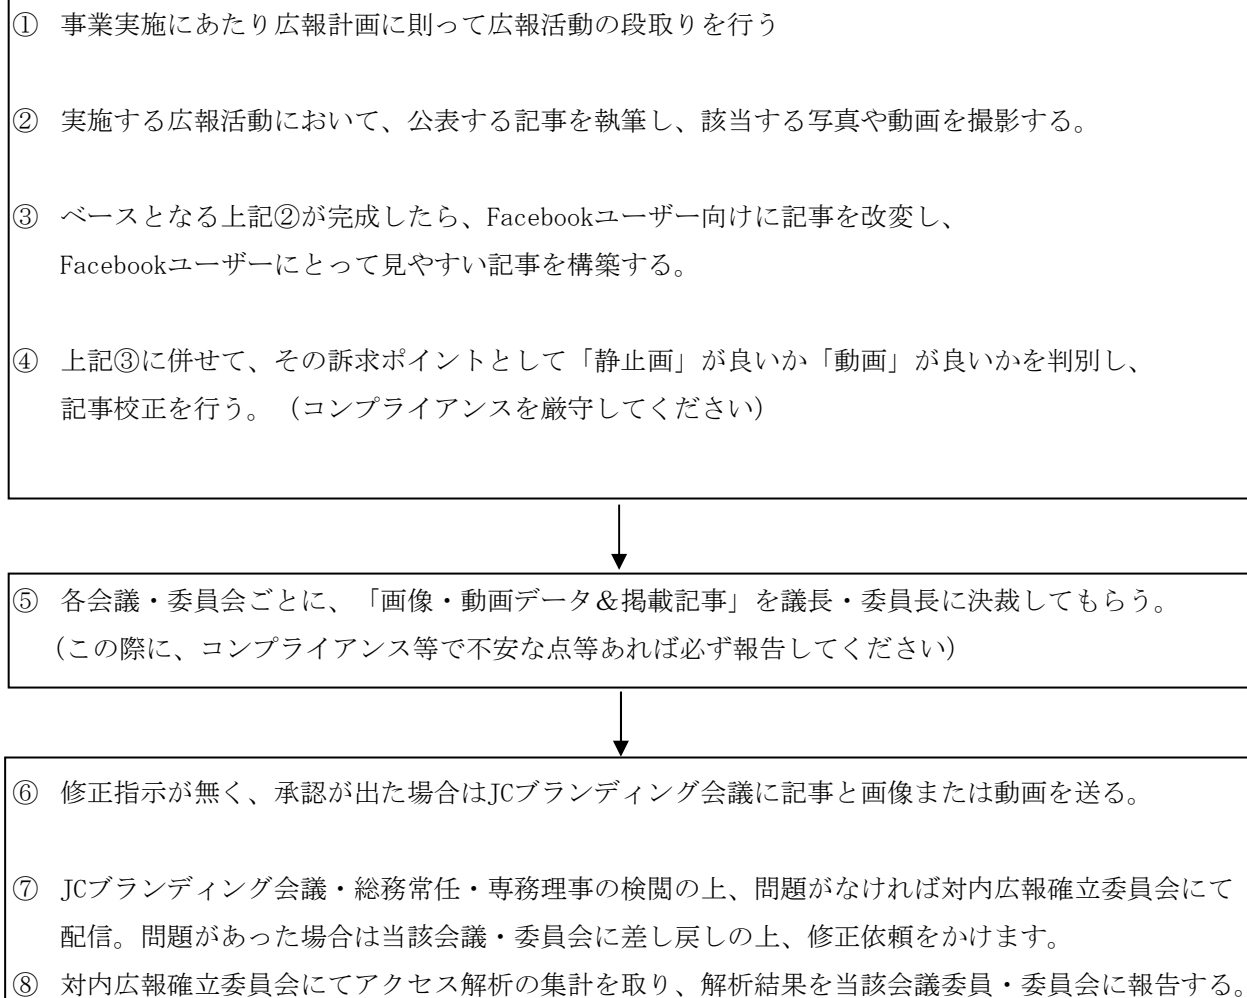 ① 事業実施にあたり広報計画に則って広報活動の段取りを行う
② 実施する広報活動において、公表する記事を執筆し、該当する写真や動画を撮影する。
③ ベースとなる上記②が完成したら、Facebookユーザー向けに記事を改変し、
Facebookユーザーにとって見やすい記事を構築する。
④ 上記③に併せて、その訴求ポイントとして「静止画」が良いか「動画」が良いかを判別し、
記事校正を行う。（コンプライアンスを厳守してください）
⑤ 各会議・委員会ごとに、「画像・動画データ＆掲載記事」を議長・委員長に決裁してもらう。
（この際に、コンプライアンス等で不安な点等あれば必ず報告してください）
⑥ 修正指示が無く、承認が出た場合はJCブランディング会議に記事と画像または動画を送る。
⑦ JCブランディング会議・総務常任・専務理事の検閲の上、問題がなければ対内広報確立委員会にて
配信。問題があった場合は当該会議・委員会に差し戻しの上、修正依頼をかけます。
⑧ 対内広報確立委員会にてアクセス解析の集計を取り、解析結果を当該会議委員・委員会に報告する。